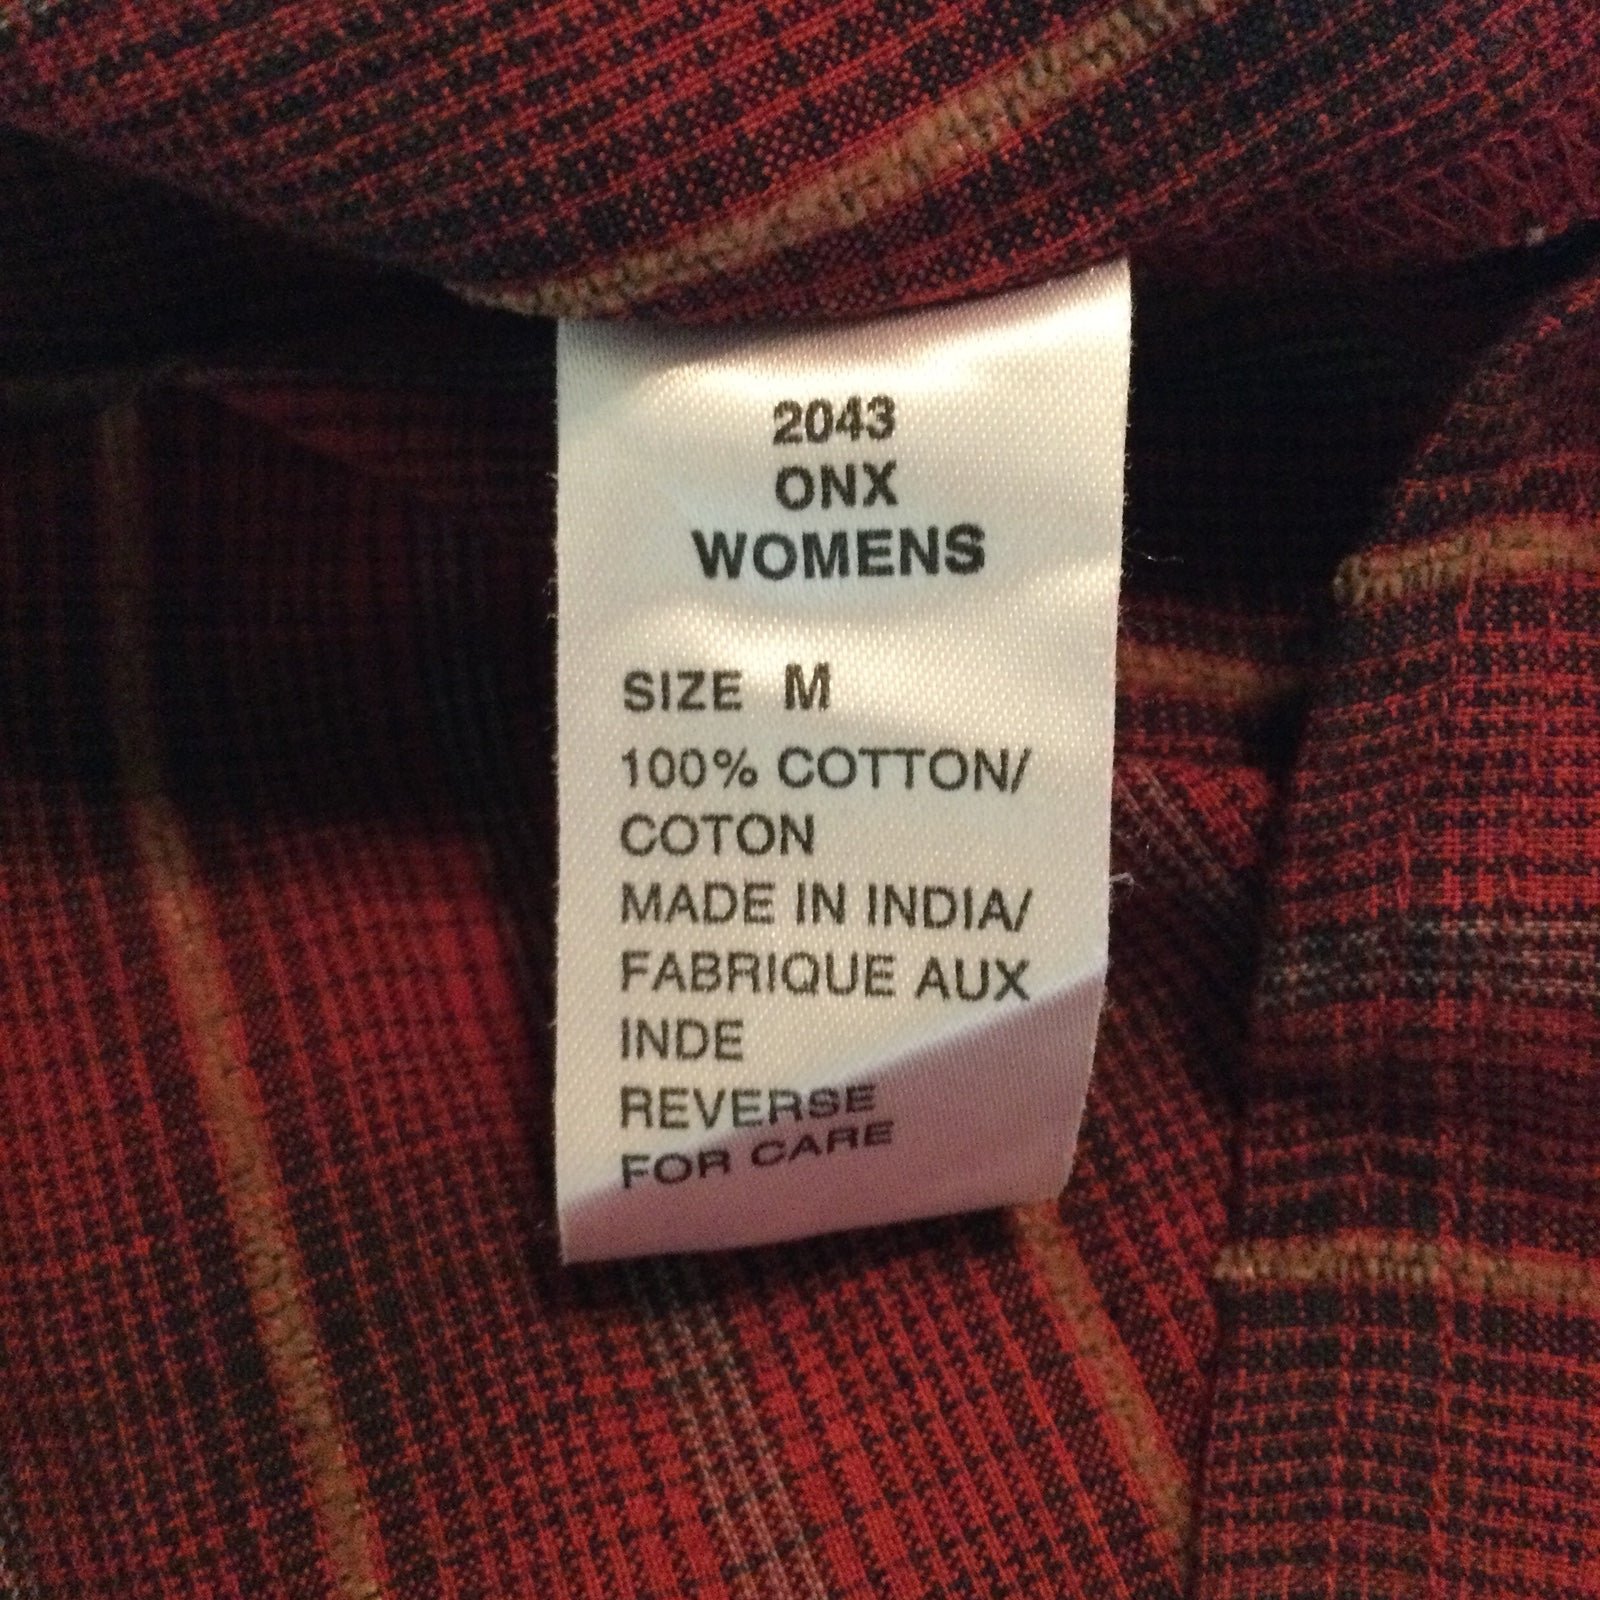 2043
ONX
WOMENS
SIZE M
100% COTTON/
COTON
MADE IN INDIA/
FABRIQUE AUX
INDE
REVERSE
FOR CARE